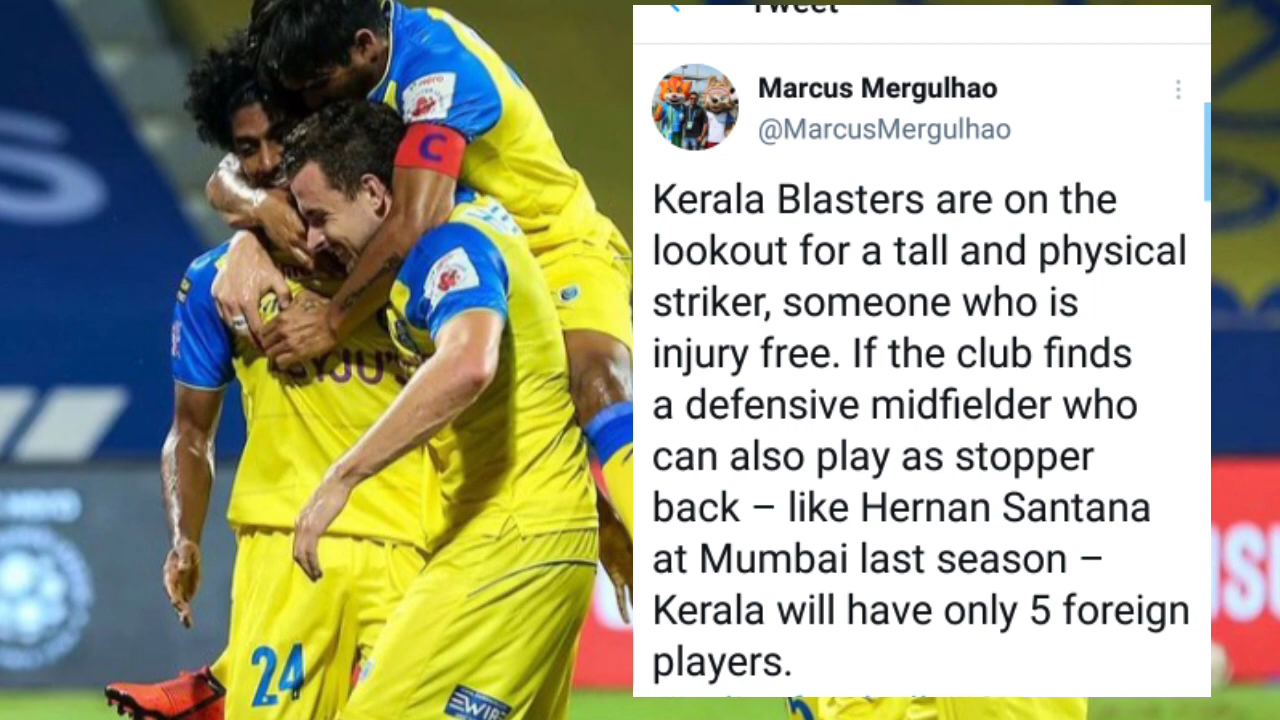 Tweet
Marcus Mergulhao
@MarcusMergulhao
Kerala Blasters are on the
lookout for a tall and physical
striker, someone who is
injury free. If the club finds
a defensive midfielder who
can also play as stopper
back – like Hernan Santana
at Mumbai last season –
Kerala will have only 5 foreign
players.
C
BYJU'S
24